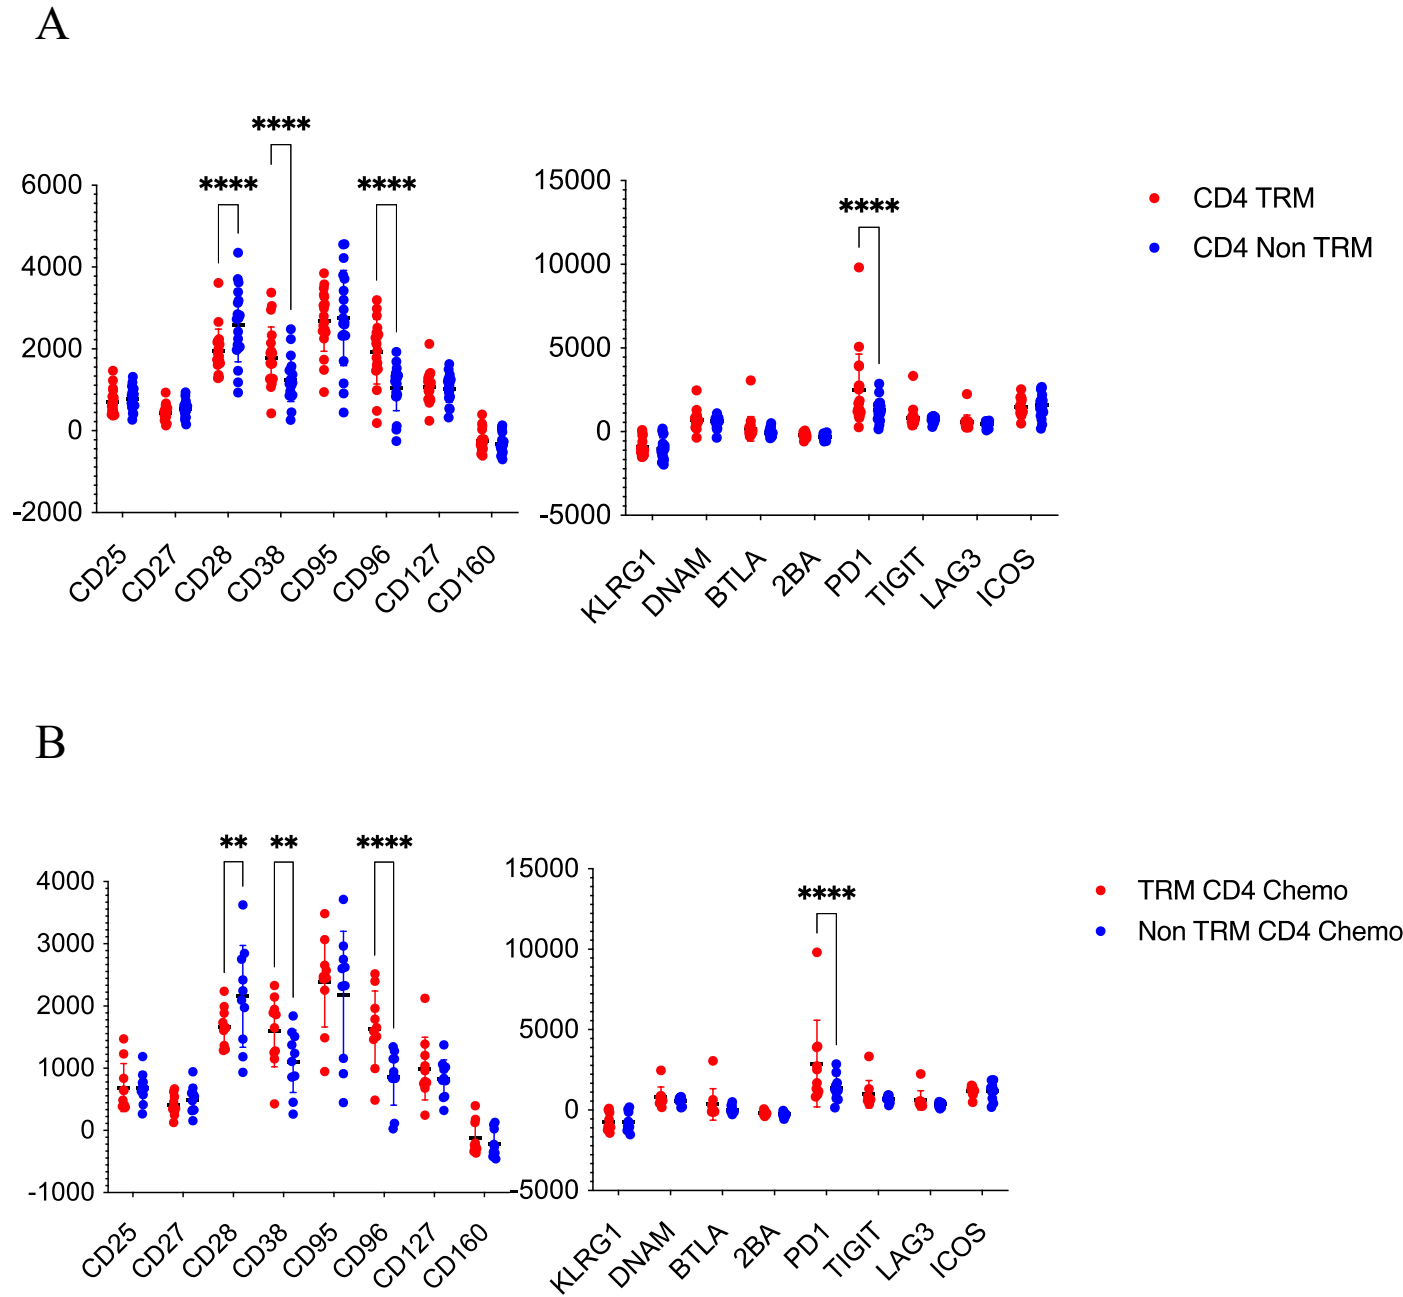 A
****
****
****
6000
4000
2000
0
-2000
CD25
CD27
CD28
CD38
CD95
CD96
CD127
CD160
****
15000
10000
5000
0
-5000
KLRG1
DNAM
BTLA
2BA
PD1
TIGIT
LAG3
ICOS
CD4 TRM
CD4 Non TRM
B
**
**
****
4000
3000
2000
1000
0
-1000
CD25
CD27
CD28
CD38
CD95
CD96
CD127
CD160
****
15000
10000
5000
0
-5000
KLRG1
DNAM
BTLA
2BA
PD1
TIGIT
LAG3
ICOS
TRM CD4 Chemo
Non TRM CD4 Chemo